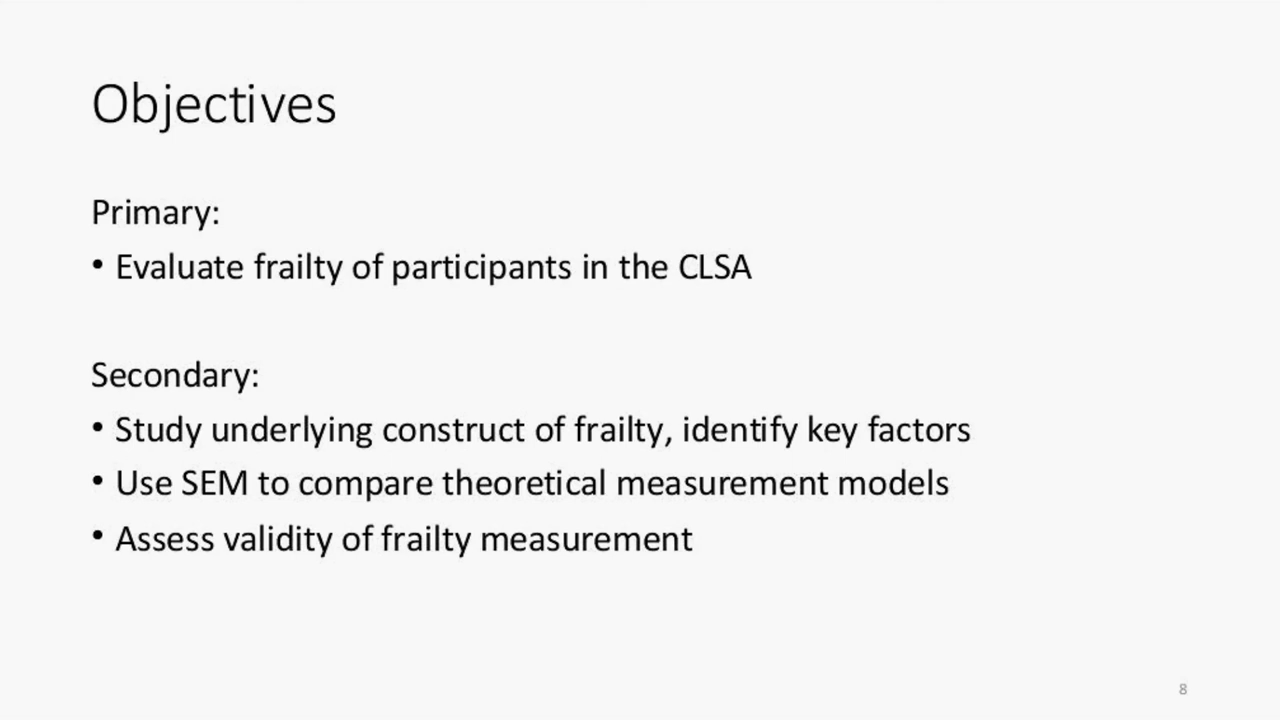 Objectives
Primary:
• Evaluate frailty of participants in the CLSA
Secondary:
• Study underlying construct of frailty, identify key factors
• Use SEM to compare theoretical measurement models
• Assess validity of frailty measurement
8